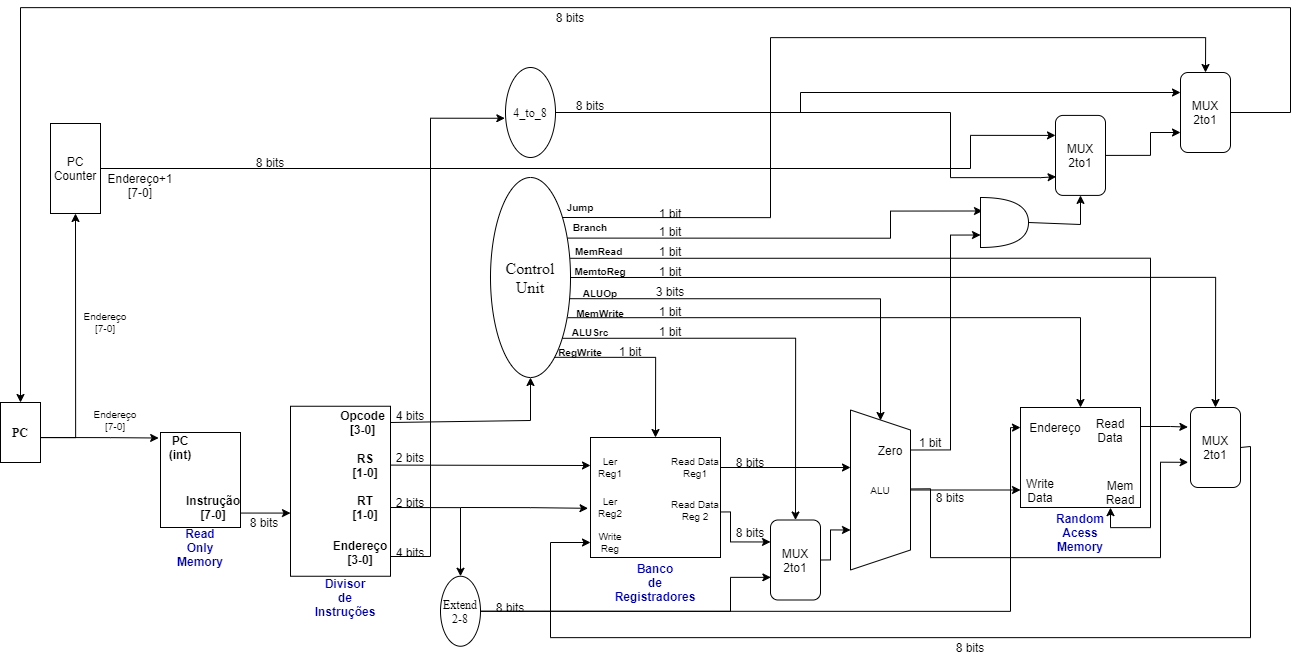 8 bits
4_to_8
8 bits
MUX
2to1
MUX
2to1
PC
Counter
8 bits
Endereço+1
[7-0]
Jump
1 bit
Branch
1 bit
MemRead
1 bit
MemtoReg
1 bit
ALUOp
3 bits
MemWrite
1 bit
ALUSrc
1 bit
RegWrite
1 bit
Control
Unit
Endereço
[7-0]
PC
Endereço
[7-0]
PC
(int)
Instrução
[7-0]
Read
Only
Memory
8 bits
Opcode
[3-0]
4 bits
RS
[1-0]
2 bits
RT
[1-0]
2 bits
Endereço
[3-0]
4 bits
Divisor
de
Instruções
Extend
2-8
8 bits
Ler
Reg1
Read Data
Reg1
8 bits
Ler
Reg2
Read Data
Reg 2
8 bits
Write
Reg
Banco
de
Registradores
MUX
2to1
Zero
1 bit
ALU
8 bits
Endereço
Read
Data
Write
Data
Mem
Read
Random
Acess
Memory
MUX
2to1
8 bits